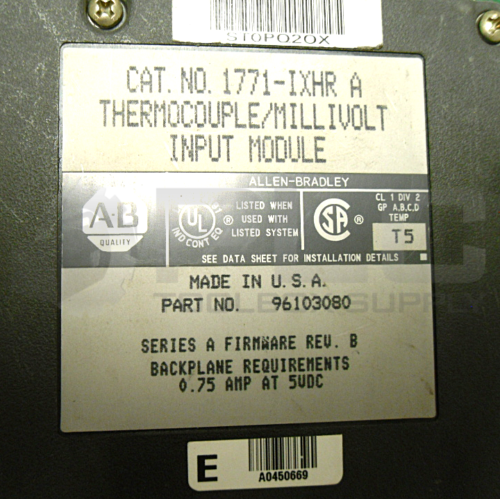 STOPO2OX
CAT. NO. 1771-IXHR A
THERMOCOUPLE/MILLIVOLT
INPUT MODULE
ALLEN-BRADLEY
A-B
QUALITY
UL
IND CONT EQ
®
LISTED WHEN
USED WITH
LISTED SYSTEM
SA
®
CL 1 DIV 2
GP A,B,C,D
TEMP
T5
SEE DATA SHEET FOR INSTALLATION DETAILS
MADE IN U.S.A.
PART NO. 96103080
SERIES A FIRMWARE REV. B
BACKPLANE REQUIREMENTS
0.75 AMP AT 5VDC
E
A0450669